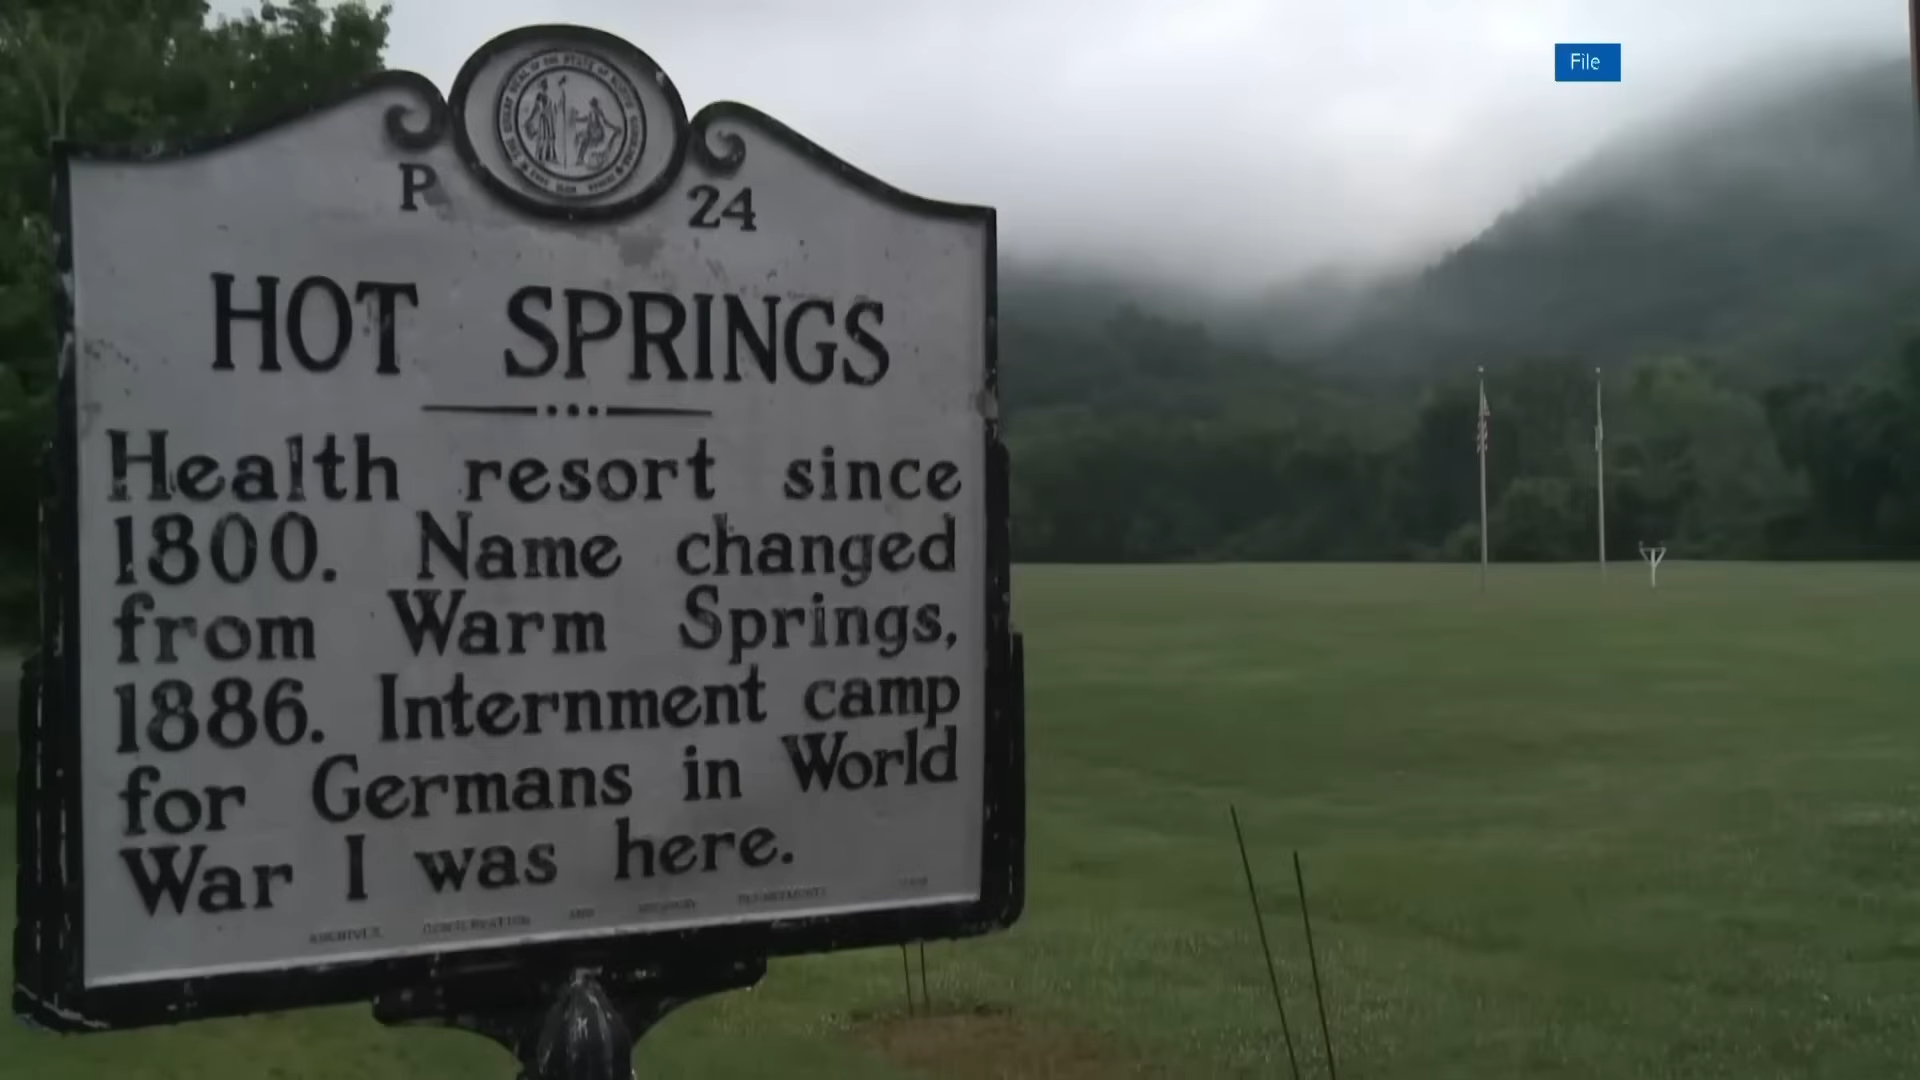 File
P 24
HOT SPRINGS
Health resort since
1800. Name changed
from Warm Springs,
1886. Internment camp
for Germans in World
War I was here.